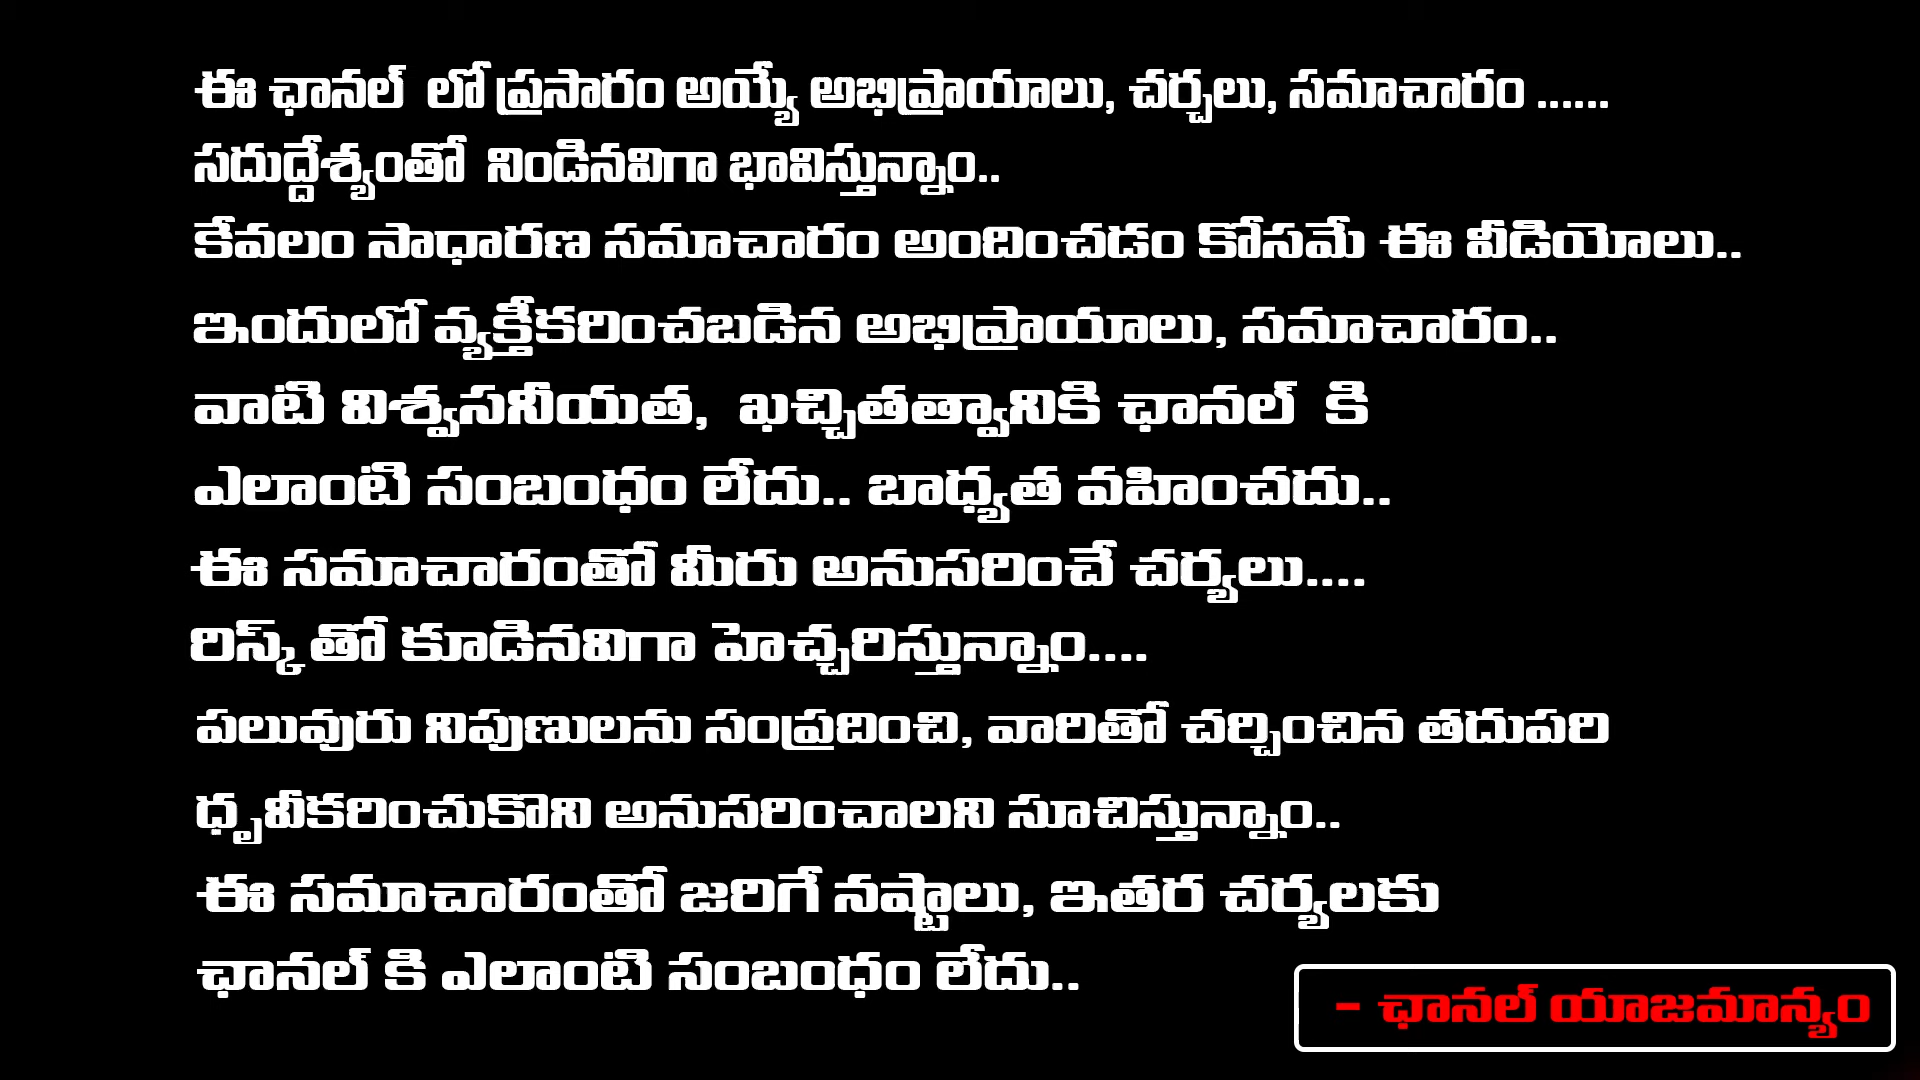 ఈ ఛానల్ లో ప్రసారం అయ్యే అభిప్రాయాలు, చర్చలు, సమాచారం ......
సదుద్దేశ్యంతో నిండినవిగా భావిస్తున్నాం..
కేవలం సాధారణ సమాచారం అందించడం కోసమే ఈ వీడియోలు..
ఇందులో వ్యక్తీకరించబడిన అభిప్రాయాలు, సమాచారం..
వాటి విశ్వసనీయత, ఖచ్చితత్వానికి ఛానల్ కి
ఎలాంటి సంబంధం లేదు.. బాధ్యత వహించదు..
ఈ సమాచారంతో మీరు అనుసరించే చర్యలు....
రిస్క్ తో కూడినవిగా హెచ్చరిస్తున్నాం....
పలువురు నిపుణులను సంప్రదించి, వారితో చర్చించిన తదుపరి
ధృవీకరించుకొని అనుసరించాలని సూచిస్తున్నాం..
ఈ సమాచారంతో జరిగే నష్టాలు, ఇతర చర్యలకు
ఛానల్ కి ఎలాంటి సంబంధం లేదు..
- ఛానల్ యాజమాన్యం